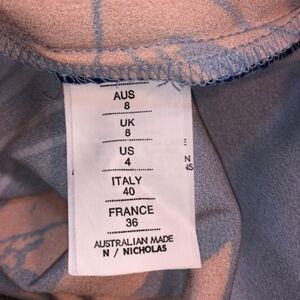 AUS
8
UK
8
US
4
ITALY
40
FRANCE
36
AUSTRALIAN MADE
N / NICHOLAS